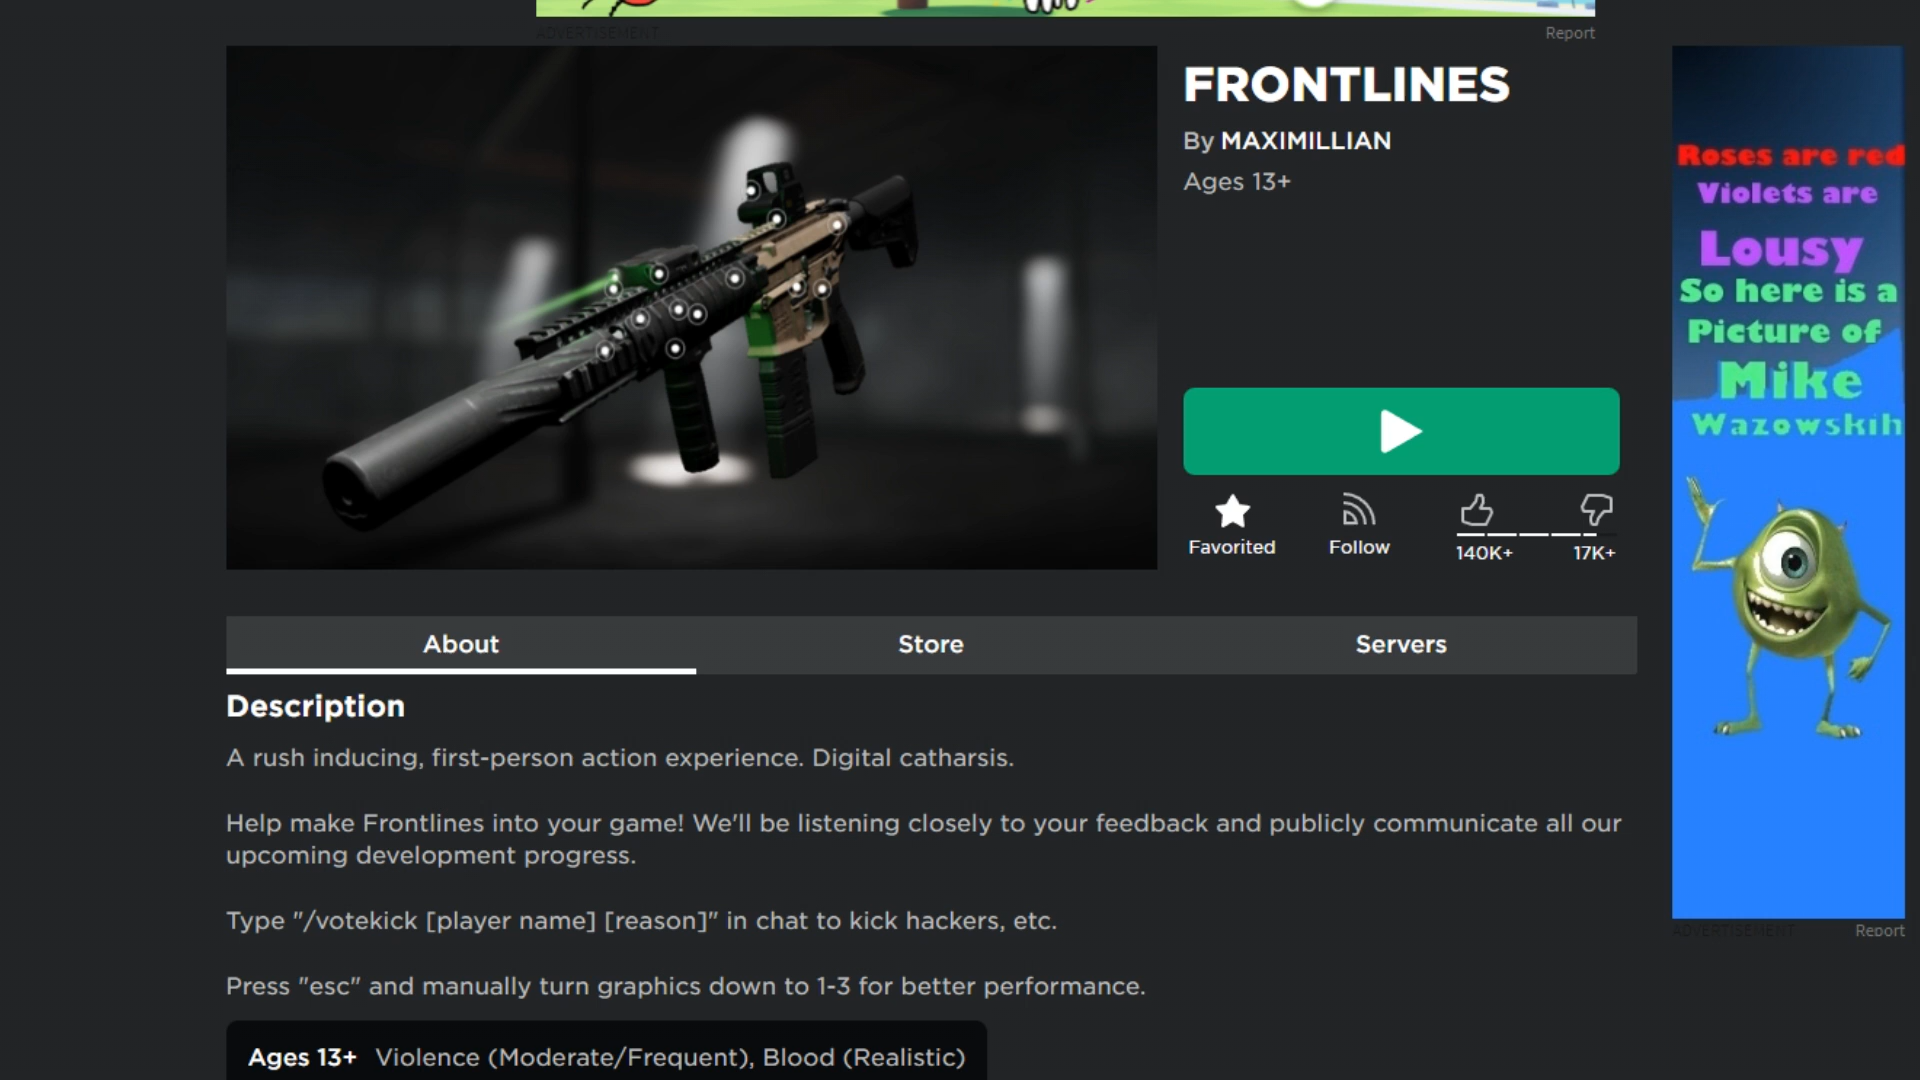 ADVERTISEMENT
Report
FRONTLINES
By MAXIMILLIAN
Ages 13+
Favorited
Follow
140K+
17K+
About
Store
Servers
Description
A rush inducing, first-person action experience. Digital catharsis.
Help make Frontlines into your game! We'll be listening closely to your feedback and publicly communicate all our
upcoming development progress.
Type "/votekick [player name] [reason]" in chat to kick hackers, etc.
Press "esc" and manually turn graphics down to 1-3 for better performance.
Ages 13+ Violence (Moderate/Frequent), Blood (Realistic)
Roses are red
Violets are
Lousy
So here is a
Picture of
Mike
Wazowskih
ADVERTISEMENT
Report